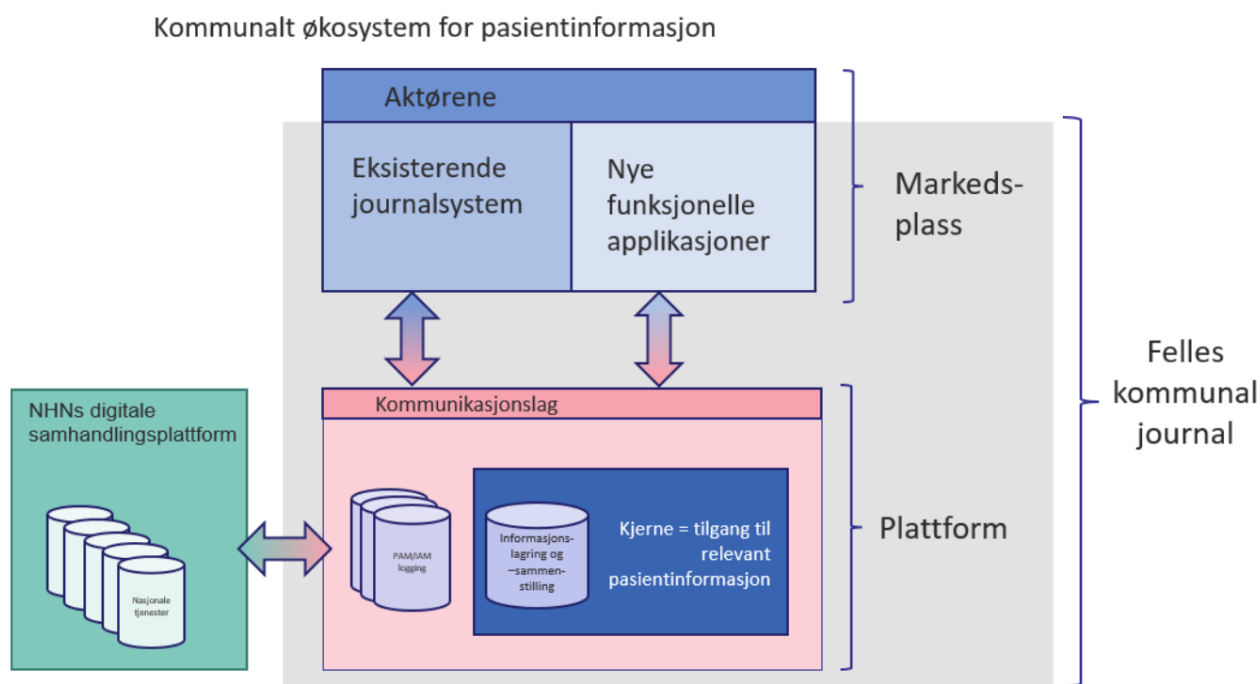 Kommunalt økosystem for pasientinformasjon
Aktørene
Eksisterende
journalsystem
Nye
funksjonelle
applikasjoner
Markeds-
plass
Felles
kommunal
journal
NHNs digitale
samhandlingsplattform
Nasjonale
tjenester
Kommunikasjonslag
PAM/IAM
logging
Informasjons-
lagring og
–sammen-
stilling
Kjerne = tilgang til
relevant
pasientinformasjon
Plattform